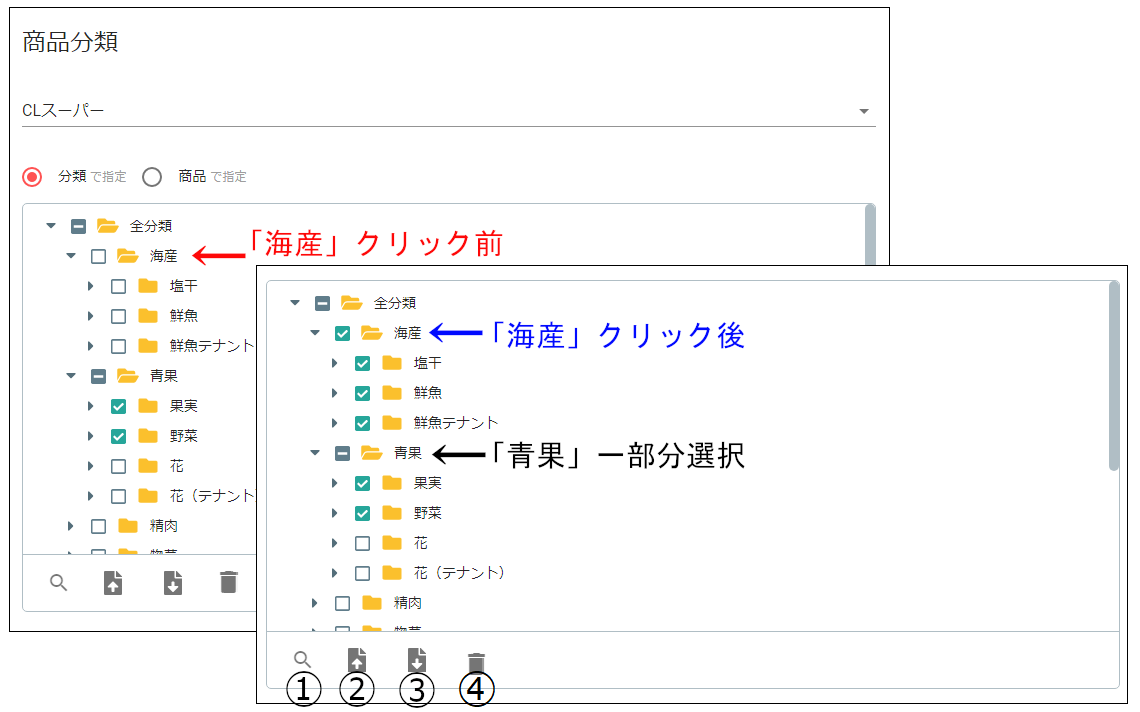 商品分類
CLスーパー
分類 で指定 商品 で指定
全分類
海産
「海産」クリック前
塩干
鮮魚
鮮魚テナント
青果
果実
野菜
花
花（テナント
精肉
惣菜
全分類
海産
「海産」クリック後
塩干
鮮魚
鮮魚テナント
青果
「青果」一部分選択
果実
野菜
花
花（テナント）
精肉
惣菜
① ② ③ ④